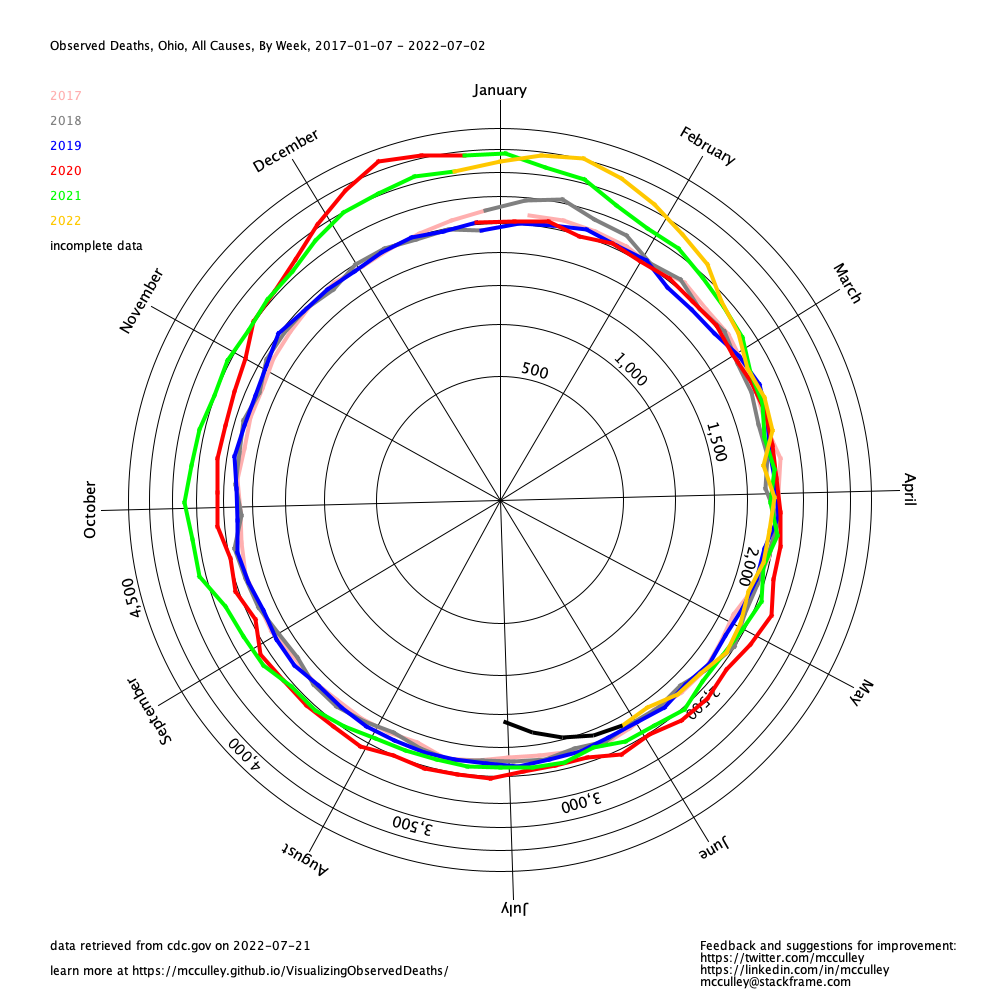 Observed Deaths, Ohio, All Causes, By Week, 2017-01-07 - 2022-07-02
January
2017
2018
2019
2020
2021
2022
incomplete data
December
February
November
March
500
1,000
1,500
October
April
2,000
4,500
September
May
2,500
4,000
3,000
3,500
August
June
July
data retrieved from cdc.gov on 2022-07-21
learn more at https://mcculley.github.io/VisualizingObservedDeaths/
Feedback and suggestions for improvement:
https://twitter.com/mcculley
https://linkedin.com/in/mcculley
mcculley@stackframe.com